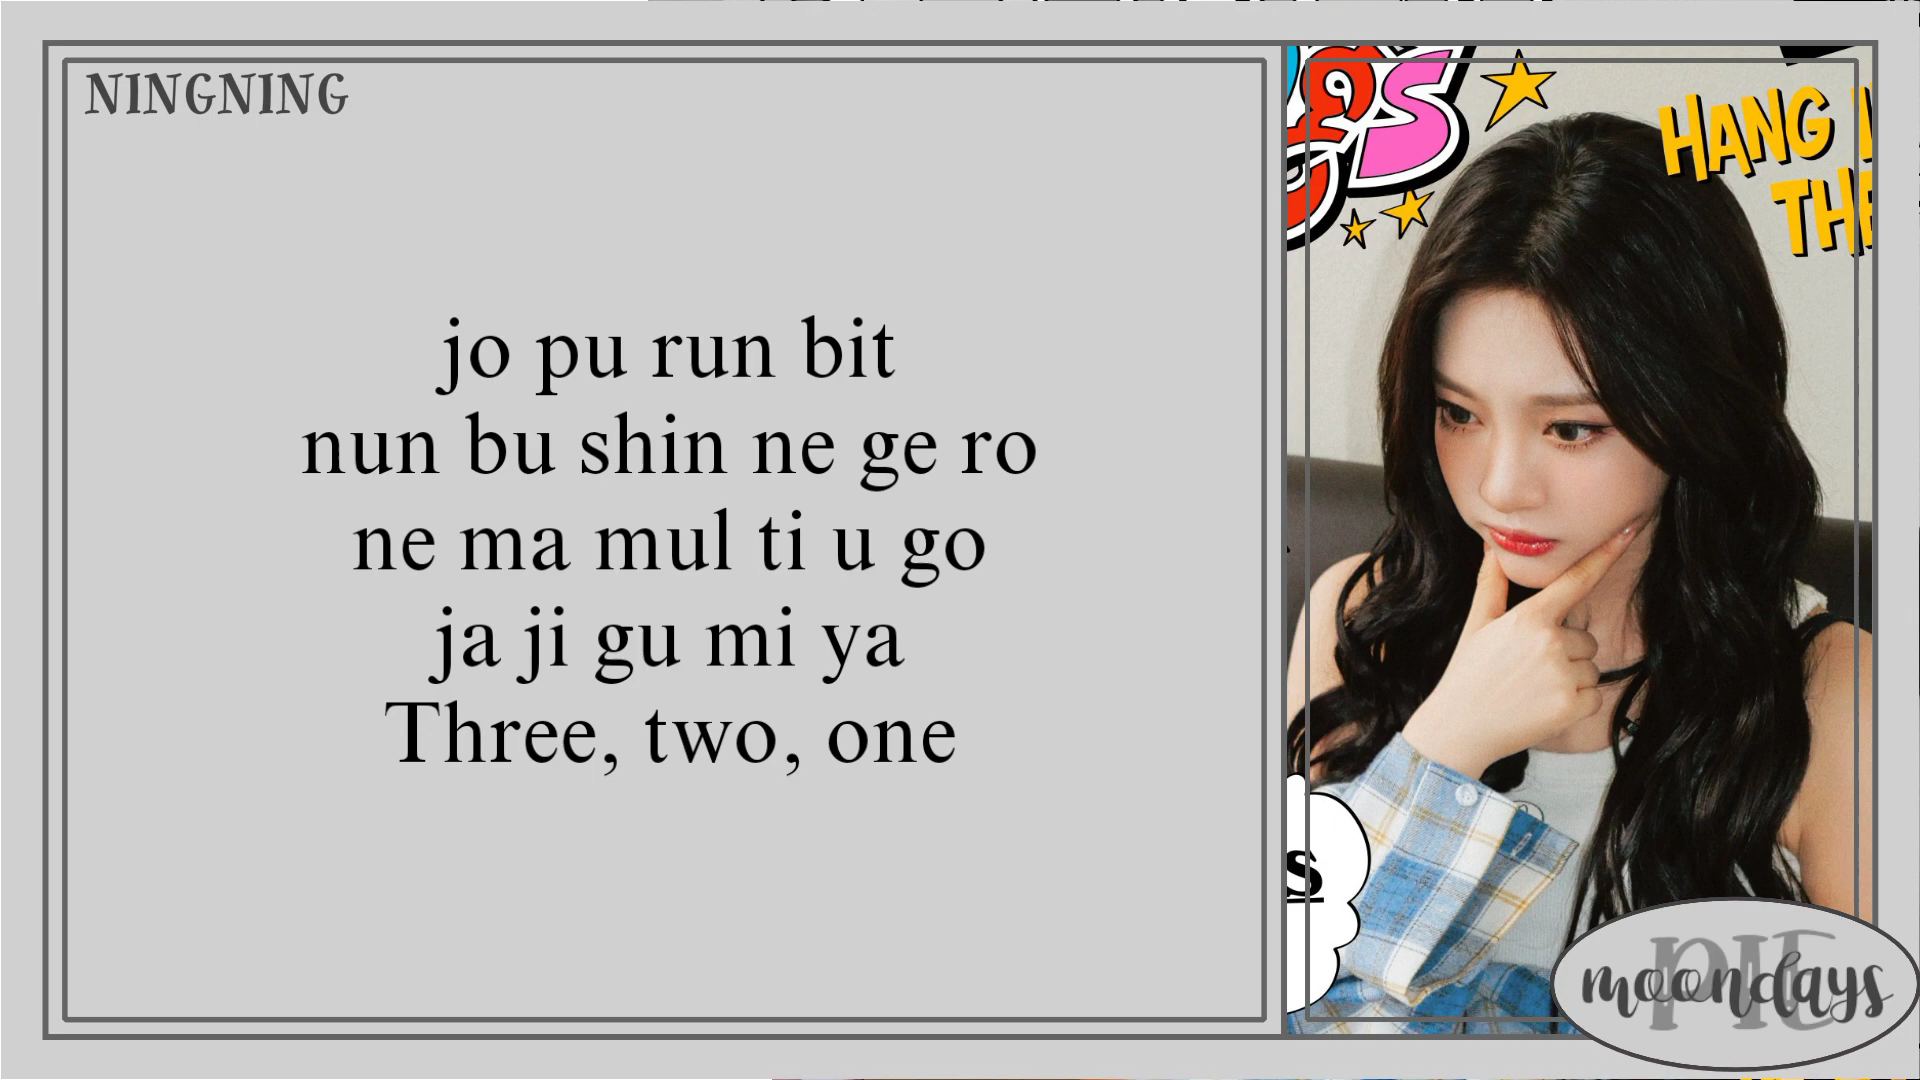 NINGNING
jo pu run bit
nun bu shin ne ge ro
ne ma mul ti u go
ja ji gu mi ya
Three, two, one
HANG
THE
s
moondays